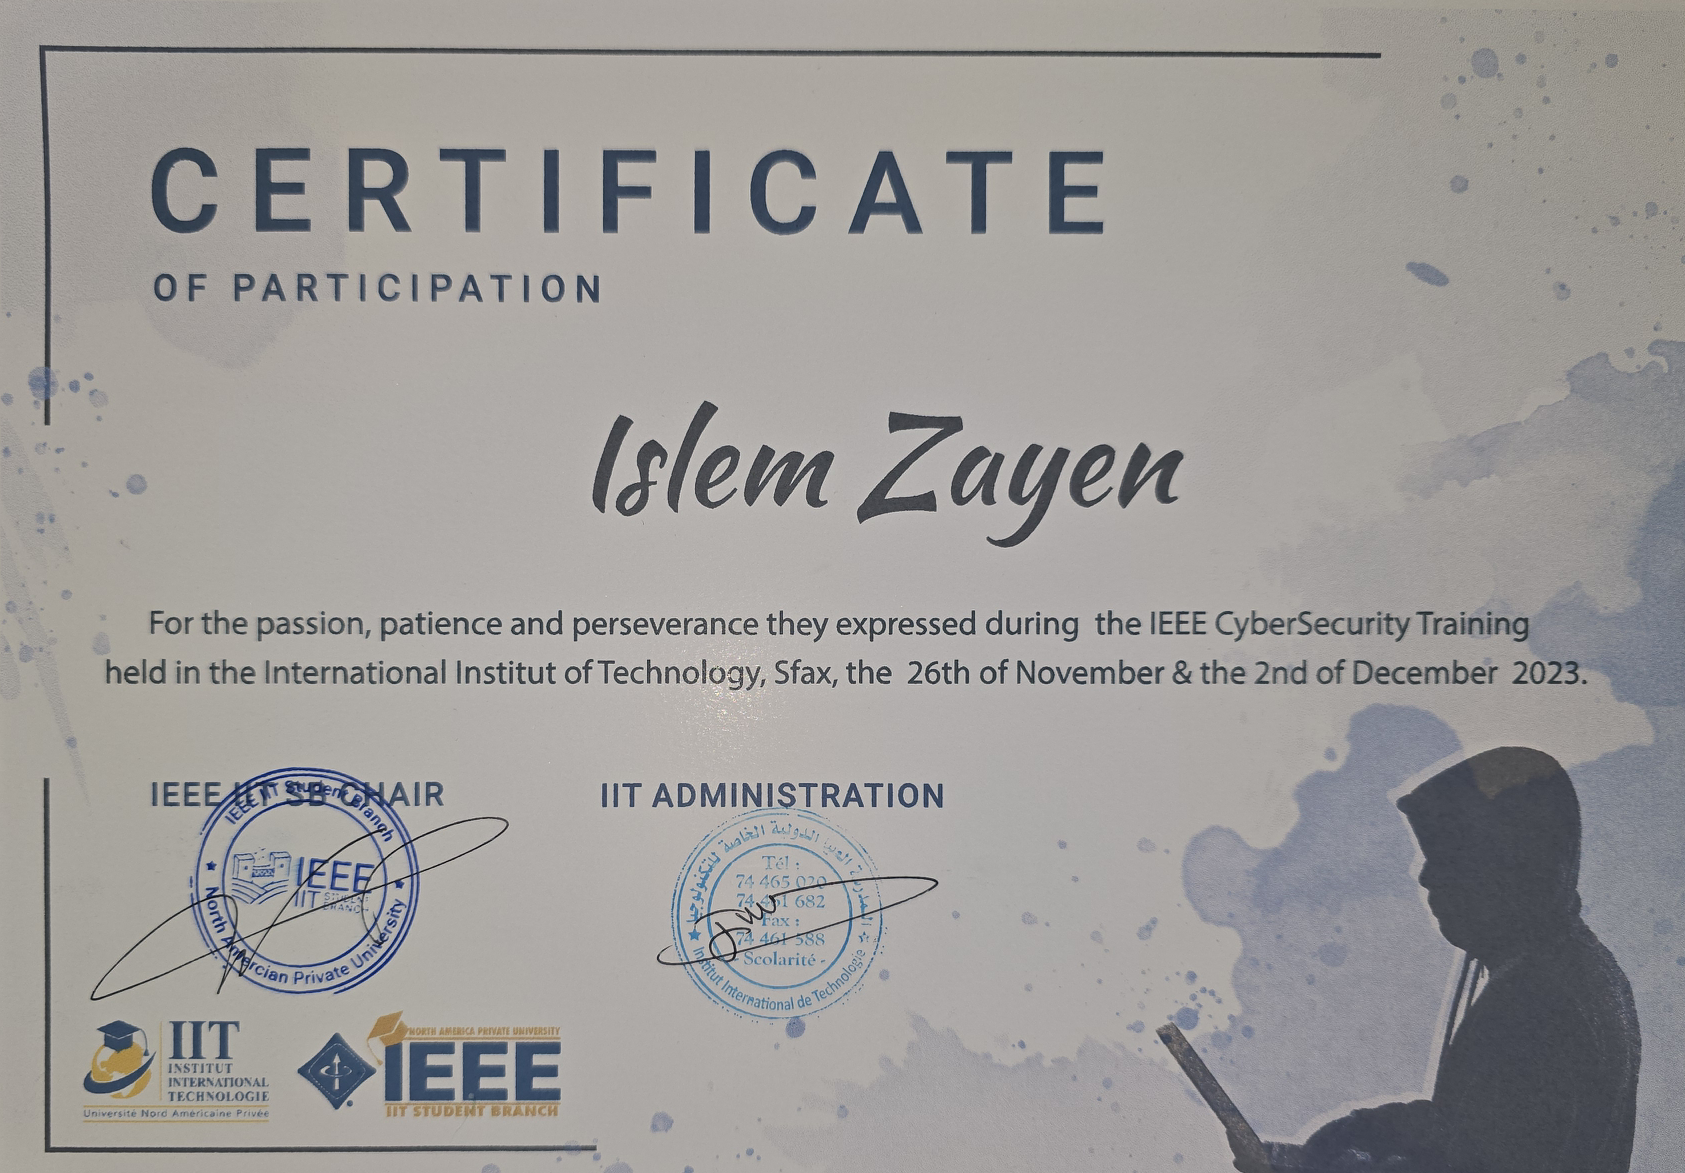 CERTIFICATE
OF PARTICIPATION
Islem Zayen
For the passion, patience and perseverance they expressed during the IEEE CyberSecurity Training
held in the International Institut of Technology, Sfax, the 26th of November & the 2nd of December 2023.
IEEE IIT SB CHAIR
IEEE IIT Student Branch
IEEE
IIT STUDENT
BRANCH
North Amercian Private University
IIT ADMINISTRATION
Tél :
74 465 020
74 461 682
Fax :
74 461 588
- Scolarité -
Institut International de Technologie
IIT
INSTITUT
INTERNATIONAL
TECHNOLOGIE
Université Nord Américaine Privée
NORTH AMERICA PRIVATE UNIVERSITY
IEEE
IIT STUDENT BRANCH